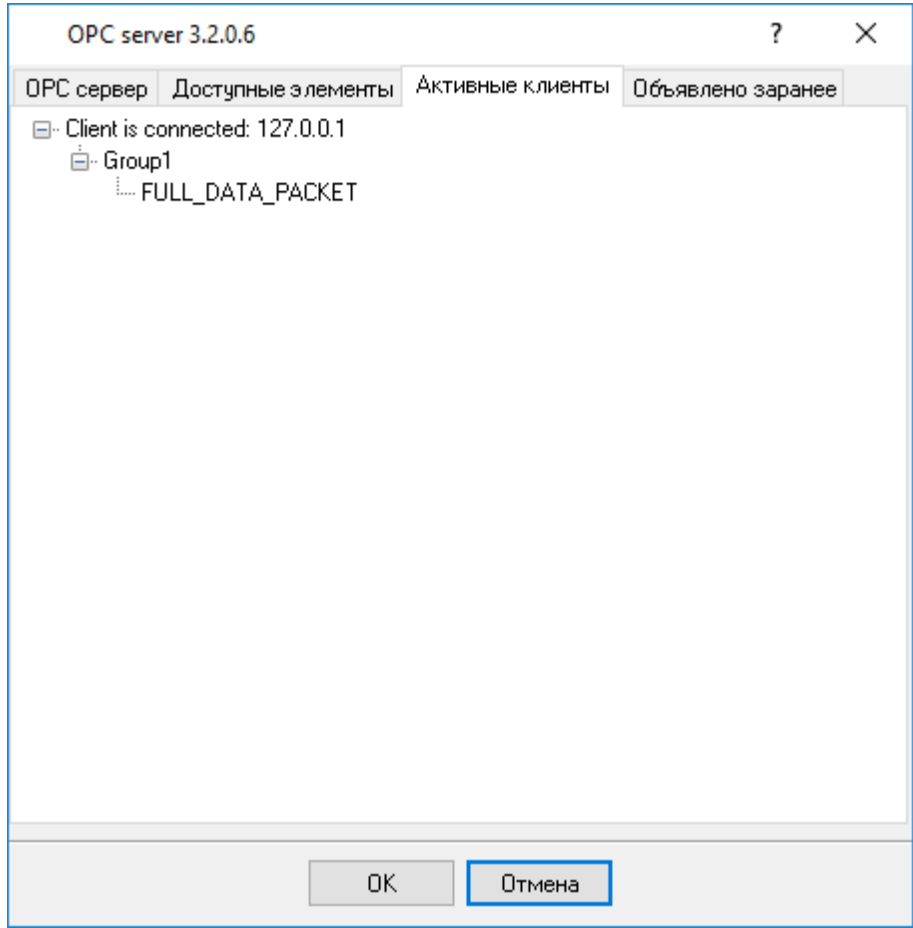 OPC server 3.2.0.6 ?
OPC сервер Доступные элементы Активные клиенты Объявлено заранее
Client is connected: 127.0.0.1
Group1
FULL_DATA_PACKET
OK Отмена